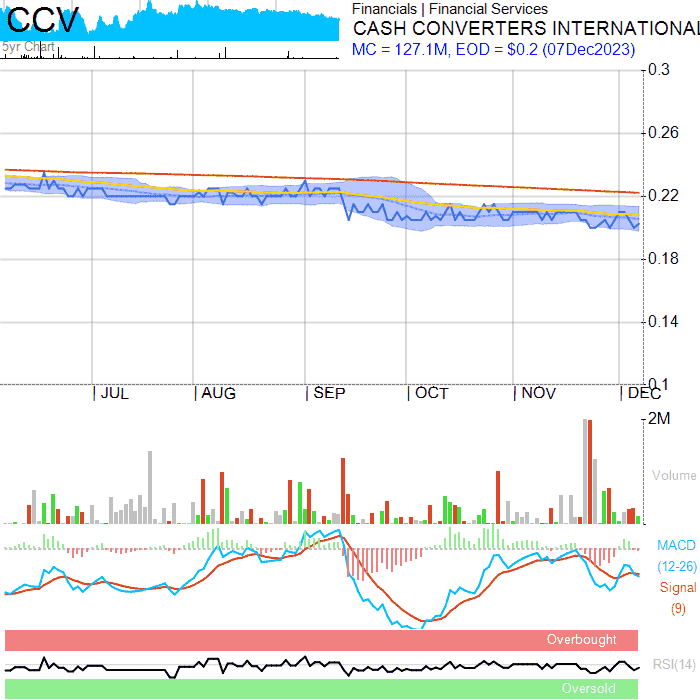 CCV
5yr Chart
Financials | Financial Services
CASH CONVERTERS INTERNATIONAL
MC = 127.1M, EOD = $0.2 (07Dec2023)
0.3
0.26
0.22
0.18
0.14
0.1
JUL AUG SEP OCT NOV DEC
2M
Volume
MACD
(12-26)
Signal
(9)
Overbought
RSI(14)
Oversold